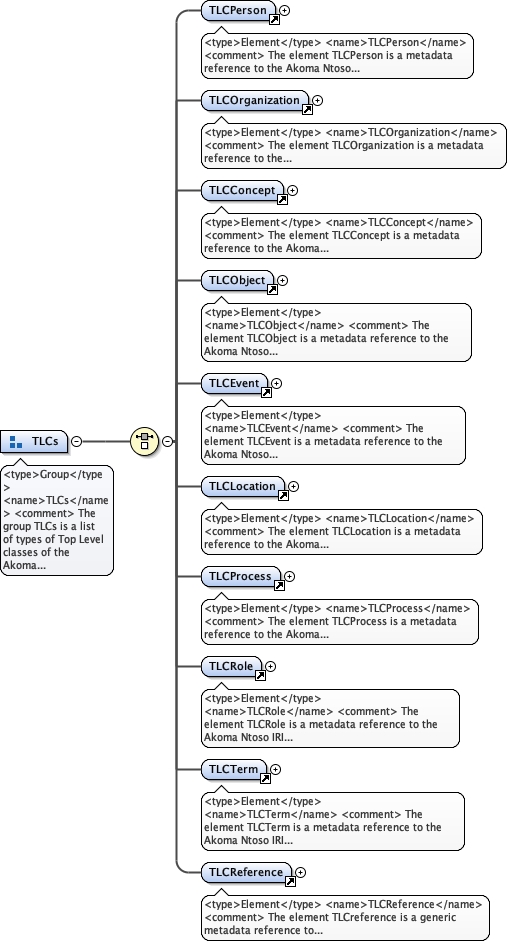 TLCPerson
<type>Element</type> <name>TLCPerson</name>
<comment> The element TLCPerson is a metadata
reference to the Akoma Ntoso...
TLCOrganization
<type>Element</type> <name>TLCOrganization</name>
<comment> The element TLCOrganization is a metadata
reference to the...
TLCConcept
<type>Element</type> <name>TLCConcept</name>
<comment> The element TLCConcept is a metadata
reference to the Akoma...
TLCObject
<type>Element</type>
<name>TLCObject</name> <comment> The
element TLCObject is a metadata reference to the
Akoma Ntoso...
TLCEvent
<type>Element</type>
<name>TLCEvent</name> <comment> The
element TLCEvent is a metadata reference to the
Akoma Ntoso...
TLCs
<type>Group</type
>
<name>TLCs</name
> <comment> The
group TLCs is a list
of types of Top Level
classes of the
Akoma...
TLCLocation
<type>Element</type> <name>TLCLocation</name>
<comment> The element TLCLocation is a metadata
reference to the Akoma...
TLCProcess
<type>Element</type> <name>TLCProcess</name>
<comment> The element TLCProcess is a metadata
reference to the Akoma...
TLCRole
<type>Element</type>
<name>TLCRole</name> <comment> The
element TLCRole is a metadata reference to the
Akoma Ntoso IRI...
TLCTerm
<type>Element</type>
<name>TLCTerm</name> <comment> The
element TLCTerm is a metadata reference to the
Akoma Ntoso IRI...
TLCReference
<type>Element</type> <name>TLCReference</name>
<comment> The element TLCreference is a generic
metadata reference to...